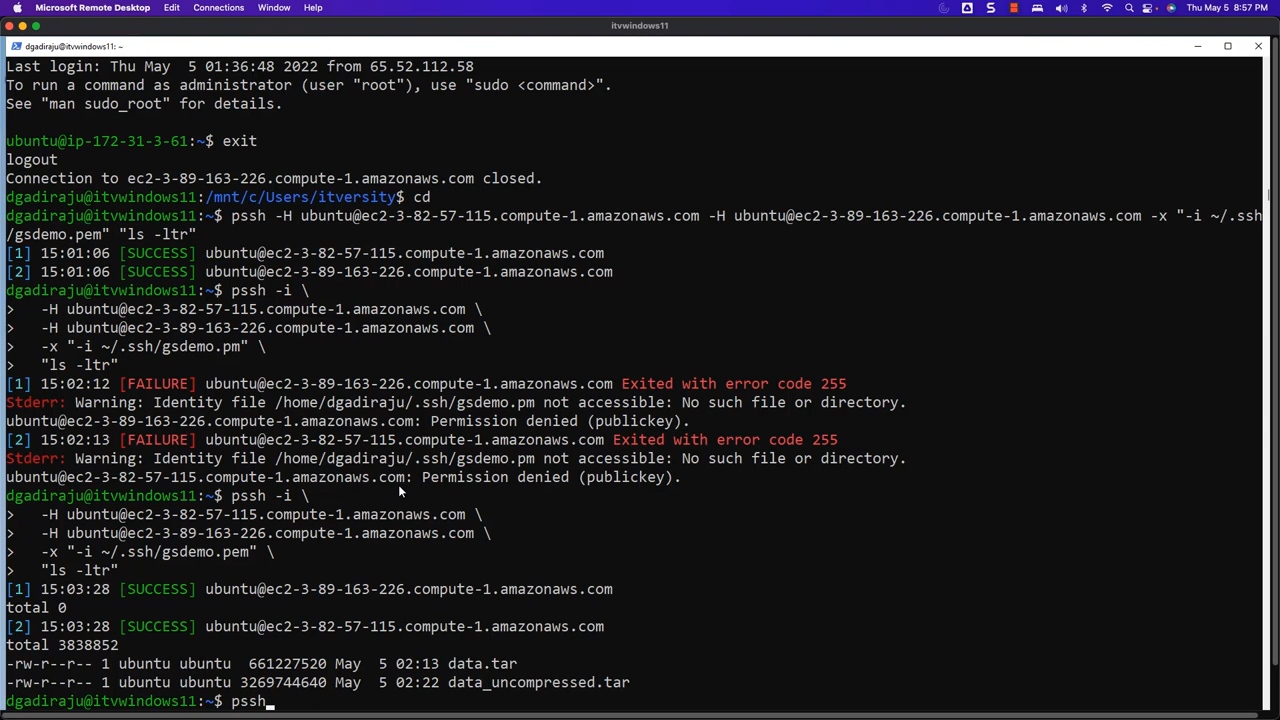 Microsoft Remote Desktop Edit Connections Window Help Thu May 5 8:57 PM
itvwindows11
dgadiraju@itvwindows11: ~
Last login: Thu May  5 01:36:48 2022 from 65.52.112.58
To run a command as administrator (user "root"), use "sudo <command>".
See "man sudo_root" for details.
ubuntu@ip-172-31-3-61:~$ exit
logout
Connection to ec2-3-89-163-226.compute-1.amazonaws.com closed.
dgadiraju@itvwindows11:/mnt/c/Users/itversity$ cd
dgadiraju@itvwindows11:~$ pssh -H ubuntu@ec2-3-82-57-115.compute-1.amazonaws.com -H ubuntu@ec2-3-89-163-226.compute-1.amazonaws.com -x "-i ~/.ssh
/gsdemo.pem" "ls -ltr"
[1] 15:01:06 [SUCCESS] ubuntu@ec2-3-82-57-115.compute-1.amazonaws.com
[2] 15:01:06 [SUCCESS] ubuntu@ec2-3-89-163-226.compute-1.amazonaws.com
dgadiraju@itvwindows11:~$ pssh -i \
>   -H ubuntu@ec2-3-82-57-115.compute-1.amazonaws.com \
>   -H ubuntu@ec2-3-89-163-226.compute-1.amazonaws.com \
>   -x "-i ~/.ssh/gsdemo.pm" \
>   "ls -ltr"
[1] 15:02:12 [FAILURE] ubuntu@ec2-3-89-163-226.compute-1.amazonaws.com Exited with error code 255
Stderr: Warning: Identity file /home/dgadiraju/.ssh/gsdemo.pm not accessible: No such file or directory.
ubuntu@ec2-3-89-163-226.compute-1.amazonaws.com: Permission denied (publickey).
[2] 15:02:13 [FAILURE] ubuntu@ec2-3-82-57-115.compute-1.amazonaws.com Exited with error code 255
Stderr: Warning: Identity file /home/dgadiraju/.ssh/gsdemo.pm not accessible: No such file or directory.
ubuntu@ec2-3-82-57-115.compute-1.amazonaws.com: Permission denied (publickey).
dgadiraju@itvwindows11:~$ pssh -i \
>   -H ubuntu@ec2-3-82-57-115.compute-1.amazonaws.com \
>   -H ubuntu@ec2-3-89-163-226.compute-1.amazonaws.com \
>   -x "-i ~/.ssh/gsdemo.pem" \
>   "ls -ltr"
[1] 15:03:28 [SUCCESS] ubuntu@ec2-3-89-163-226.compute-1.amazonaws.com
total 0
[2] 15:03:28 [SUCCESS] ubuntu@ec2-3-82-57-115.compute-1.amazonaws.com
total 3838852
-rw-r--r-- 1 ubuntu ubuntu  661227520 May  5 02:13 data.tar
-rw-r--r-- 1 ubuntu ubuntu 3269744640 May  5 02:22 data_uncompressed.tar
dgadiraju@itvwindows11:~$ pssh